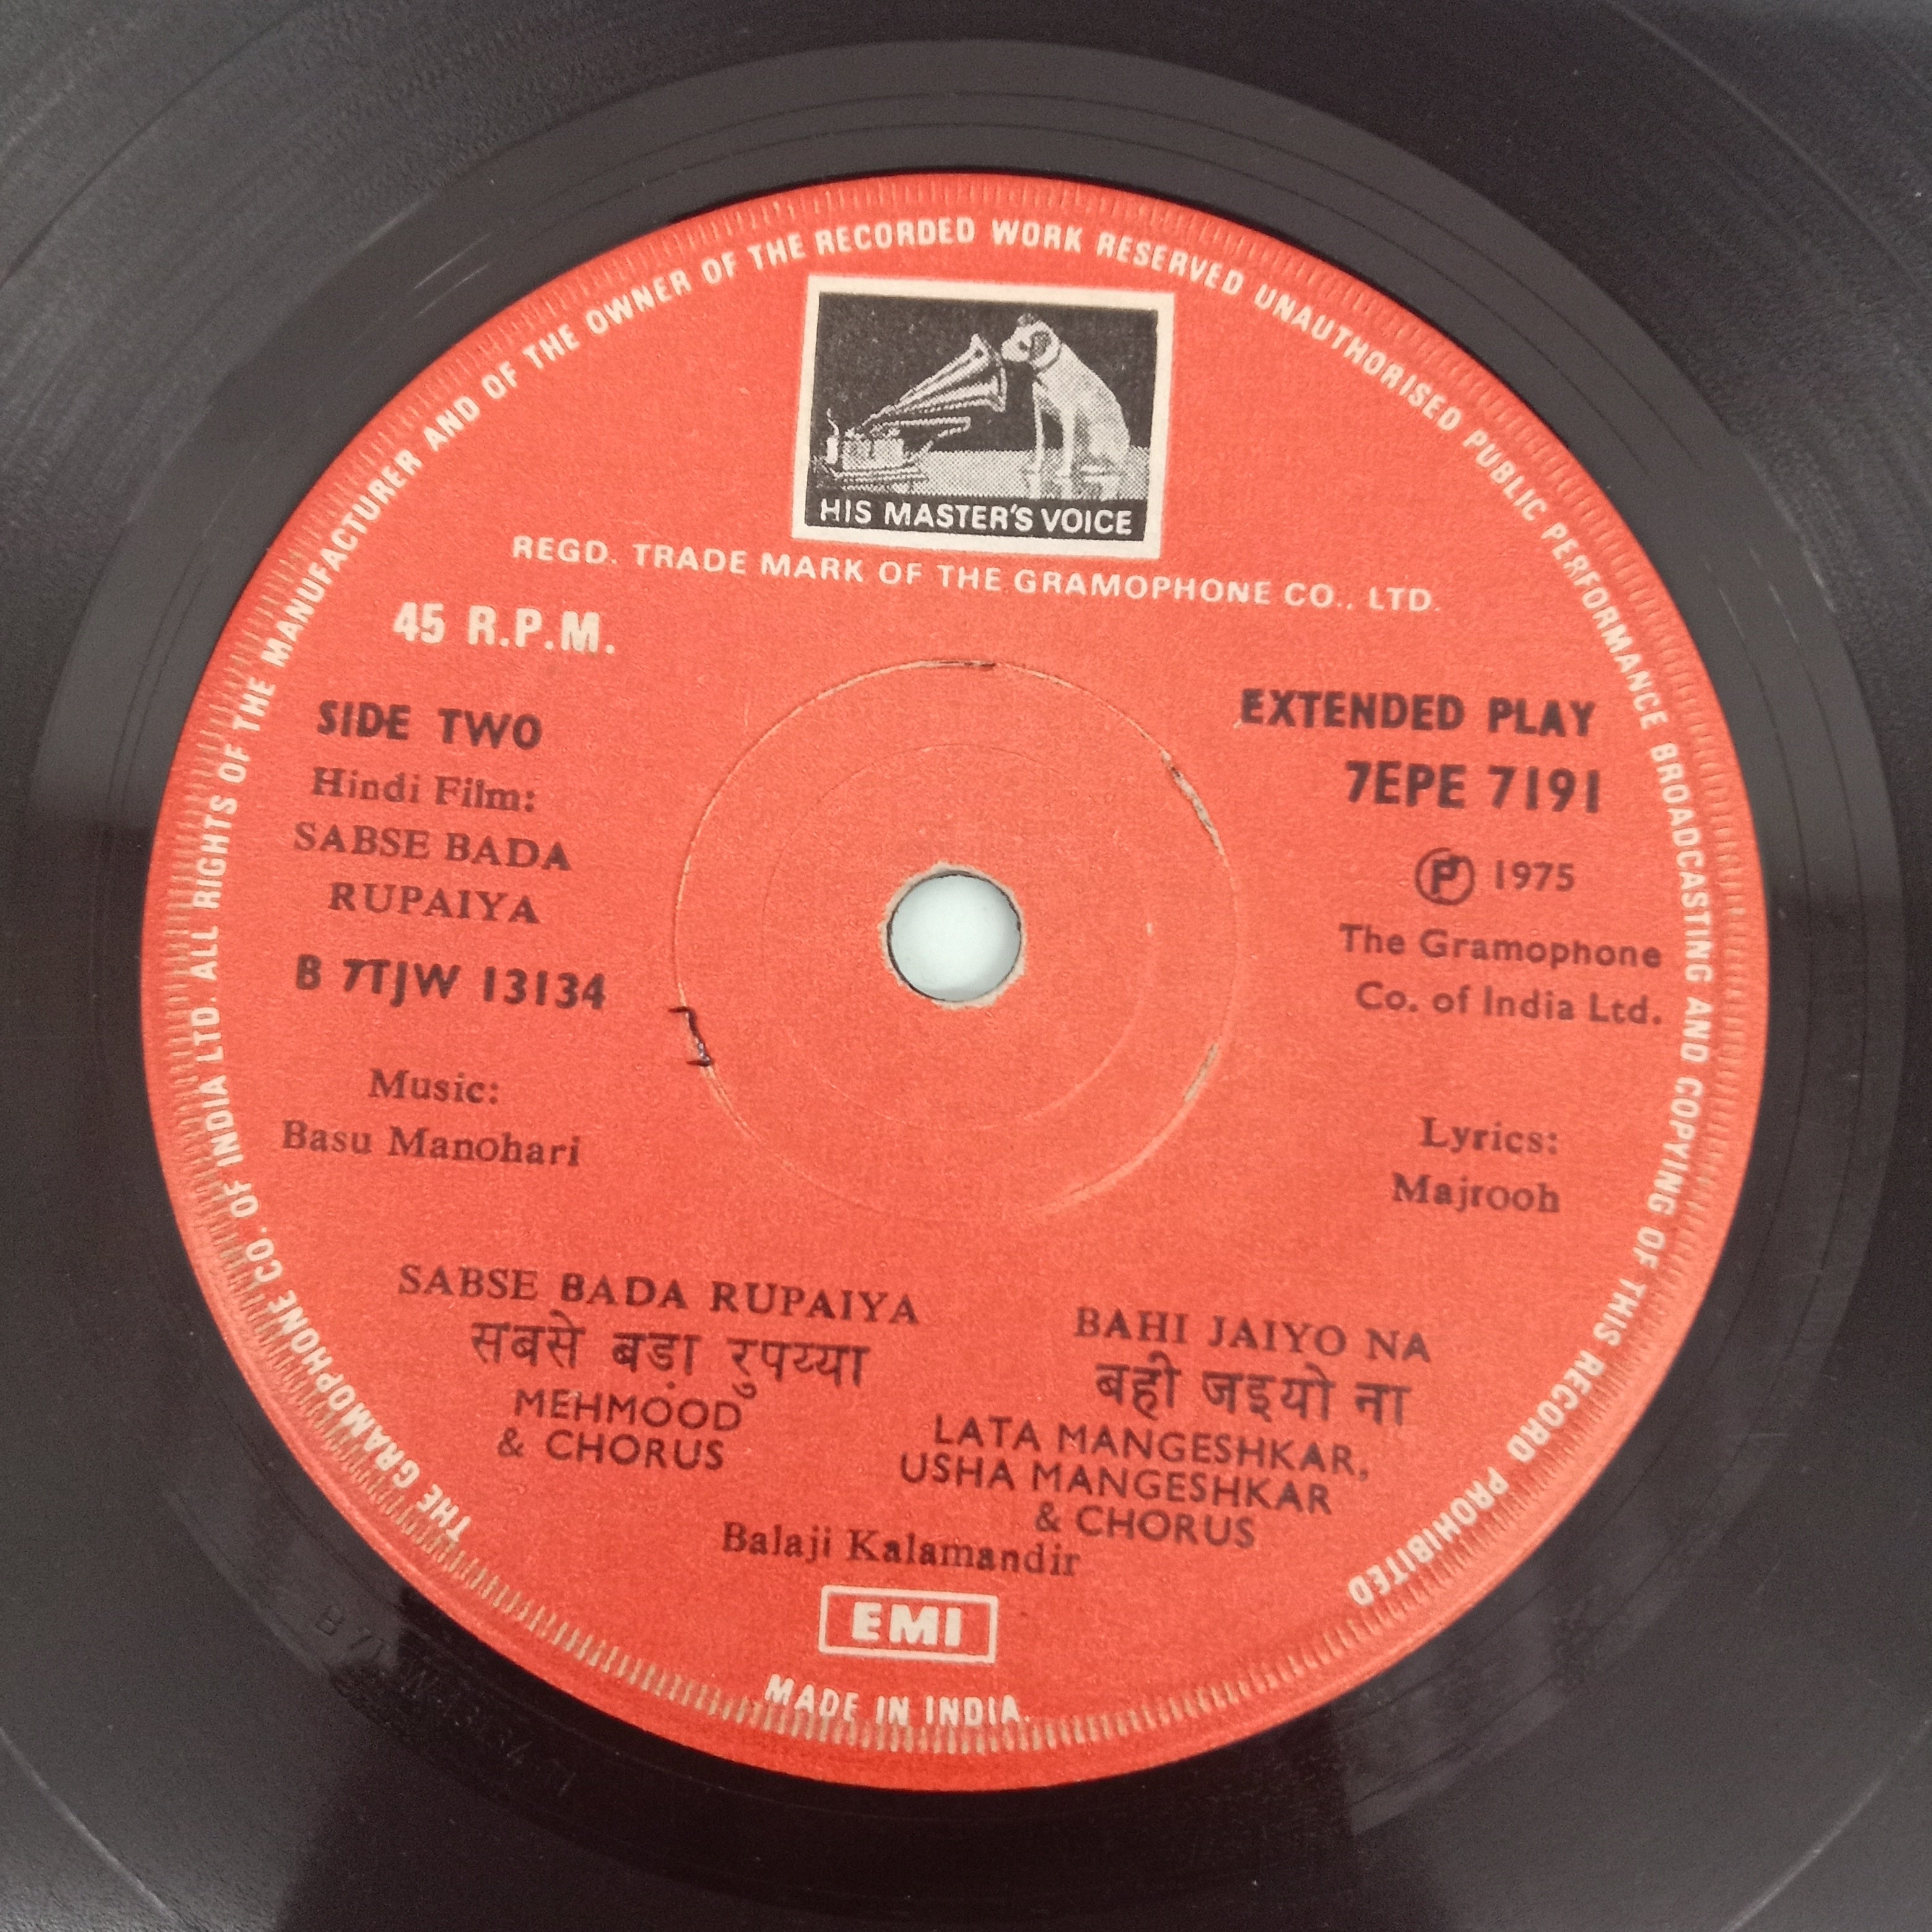 THE GRAMOPHONE CO. OF INDIA LTD. ALL RIGHTS OF THE MANUFACTURER AND OF THE OWNER OF THE RECORDED WORK RESERVED UNAUTHORISED PUBLIC PERFORMANCE BROADCASTING AND COPYING OF THIS RECORD PROHIBITED
HIS MASTER'S VOICE
REGD. TRADE MARK OF THE GRAMOPHONE CO., LTD.
45 R.P.M.
SIDE TWO
Hindi Film:
SABSE BADA
RUPAIYA
B 7TJW 13134
Music:
Basu Manohari
EXTENDED PLAY
7EPE 7191
℗ 1975
The Gramophone
Co. of India Ltd.
Lyrics:
Majrooh
SABSE BADA RUPAIYA
सबसे बड़ा रुपय्या
MEHMOOD
& CHORUS
BAHI JAIYO NA
बही जइयो ना
LATA MANGESHKAR,
USHA MANGESHKAR
& CHORUS
Balaji Kalamandir
EMI
MADE IN INDIA.